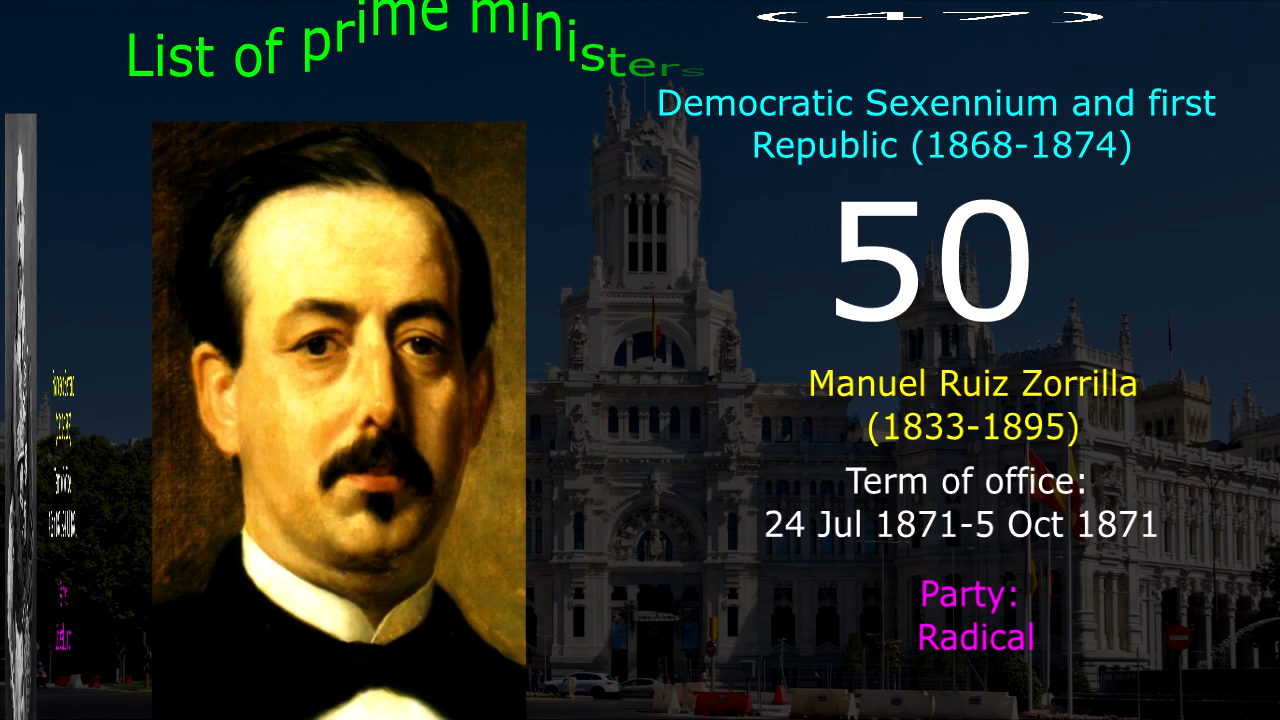 List of prime ministers
Democratic Sexennium and first
Republic (1868-1874)
50
Manuel Ruiz Zorrilla
(1833-1895)
Term of office:
24 Jul 1871-5 Oct 1871
Party:
Radical